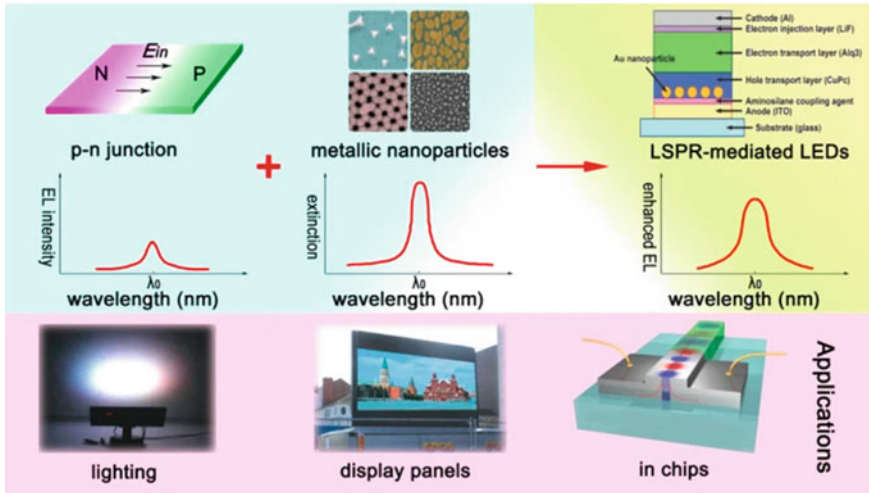 N
Ein
P
p-n junction
+
metallic nanoparticles
Cathode (Al)
Electron injection layer (LiF)
Electron transport layer (Alq3)
Au nanoparticle
Hole transport layer (CuPc)
Aminosilane coupling agent
Anode (ITO)
Substrate (glass)
LSPR-mediated LEDs
EL intensity
λ0
wavelength (nm)
extinction
λ0
wavelength (nm)
enhanced EL
λ0
wavelength (nm)
lighting
display panels
in chips
Applications